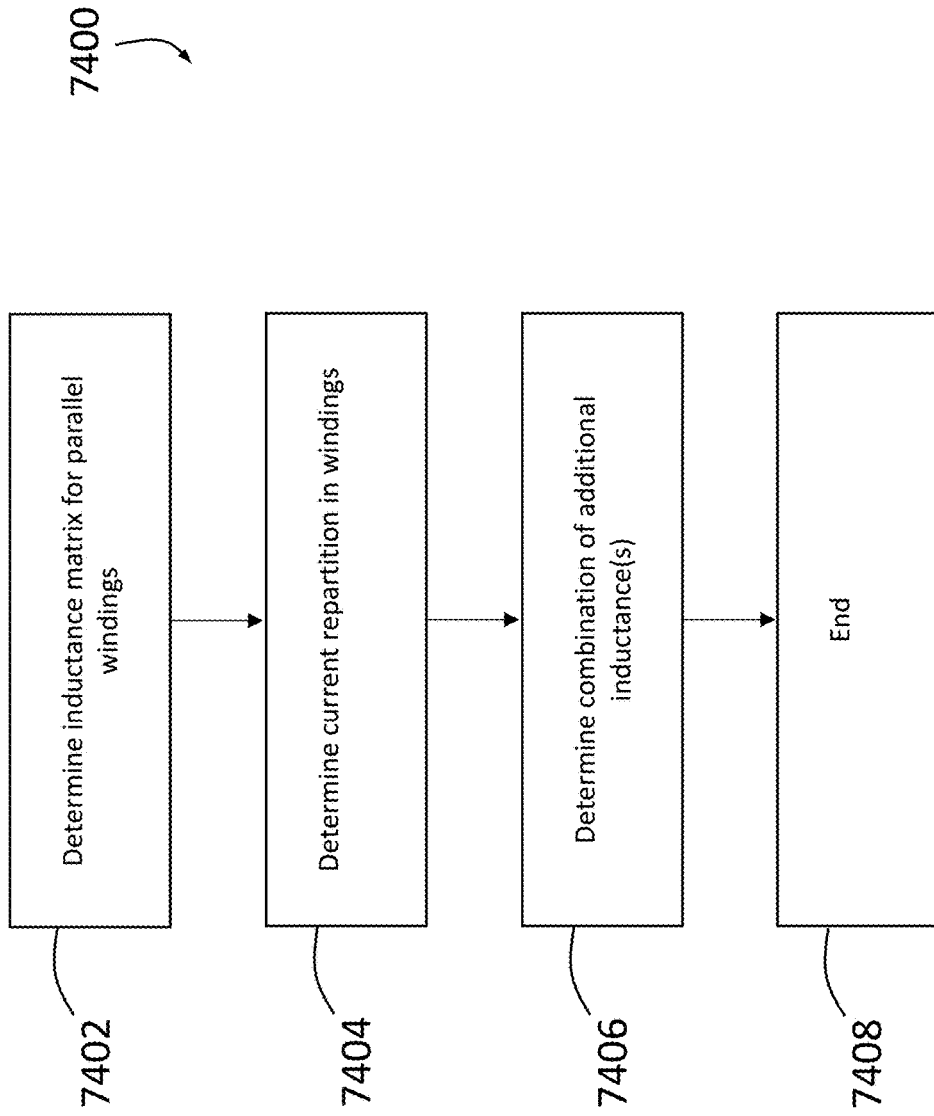 7400
7402
Determine inductance matrix for parallel
windings
7404
Determine current repartition in windings
7406
Determine combination of additional
inductance(s)
7408
End